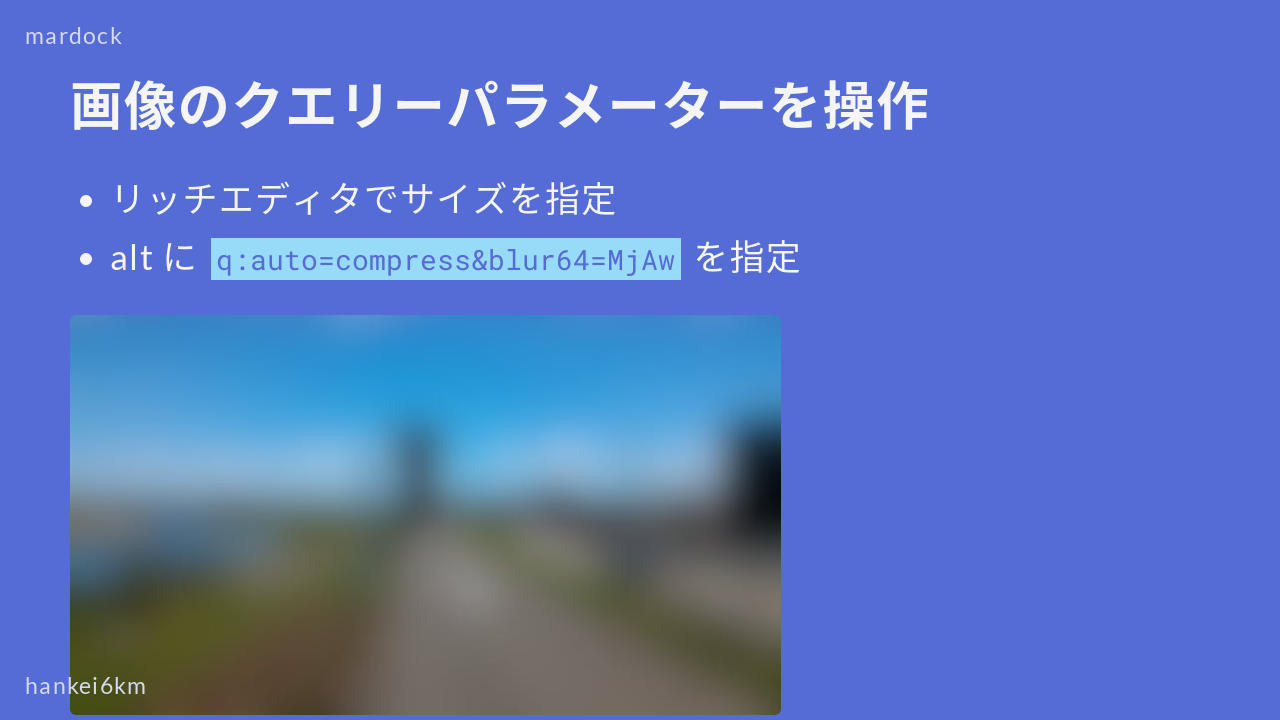 mardock
画像のクエリーパラメーターを操作
• リッチエディタでサイズを指定
• alt に q:auto=compress&blur64=MjAw を指定
hankei6km